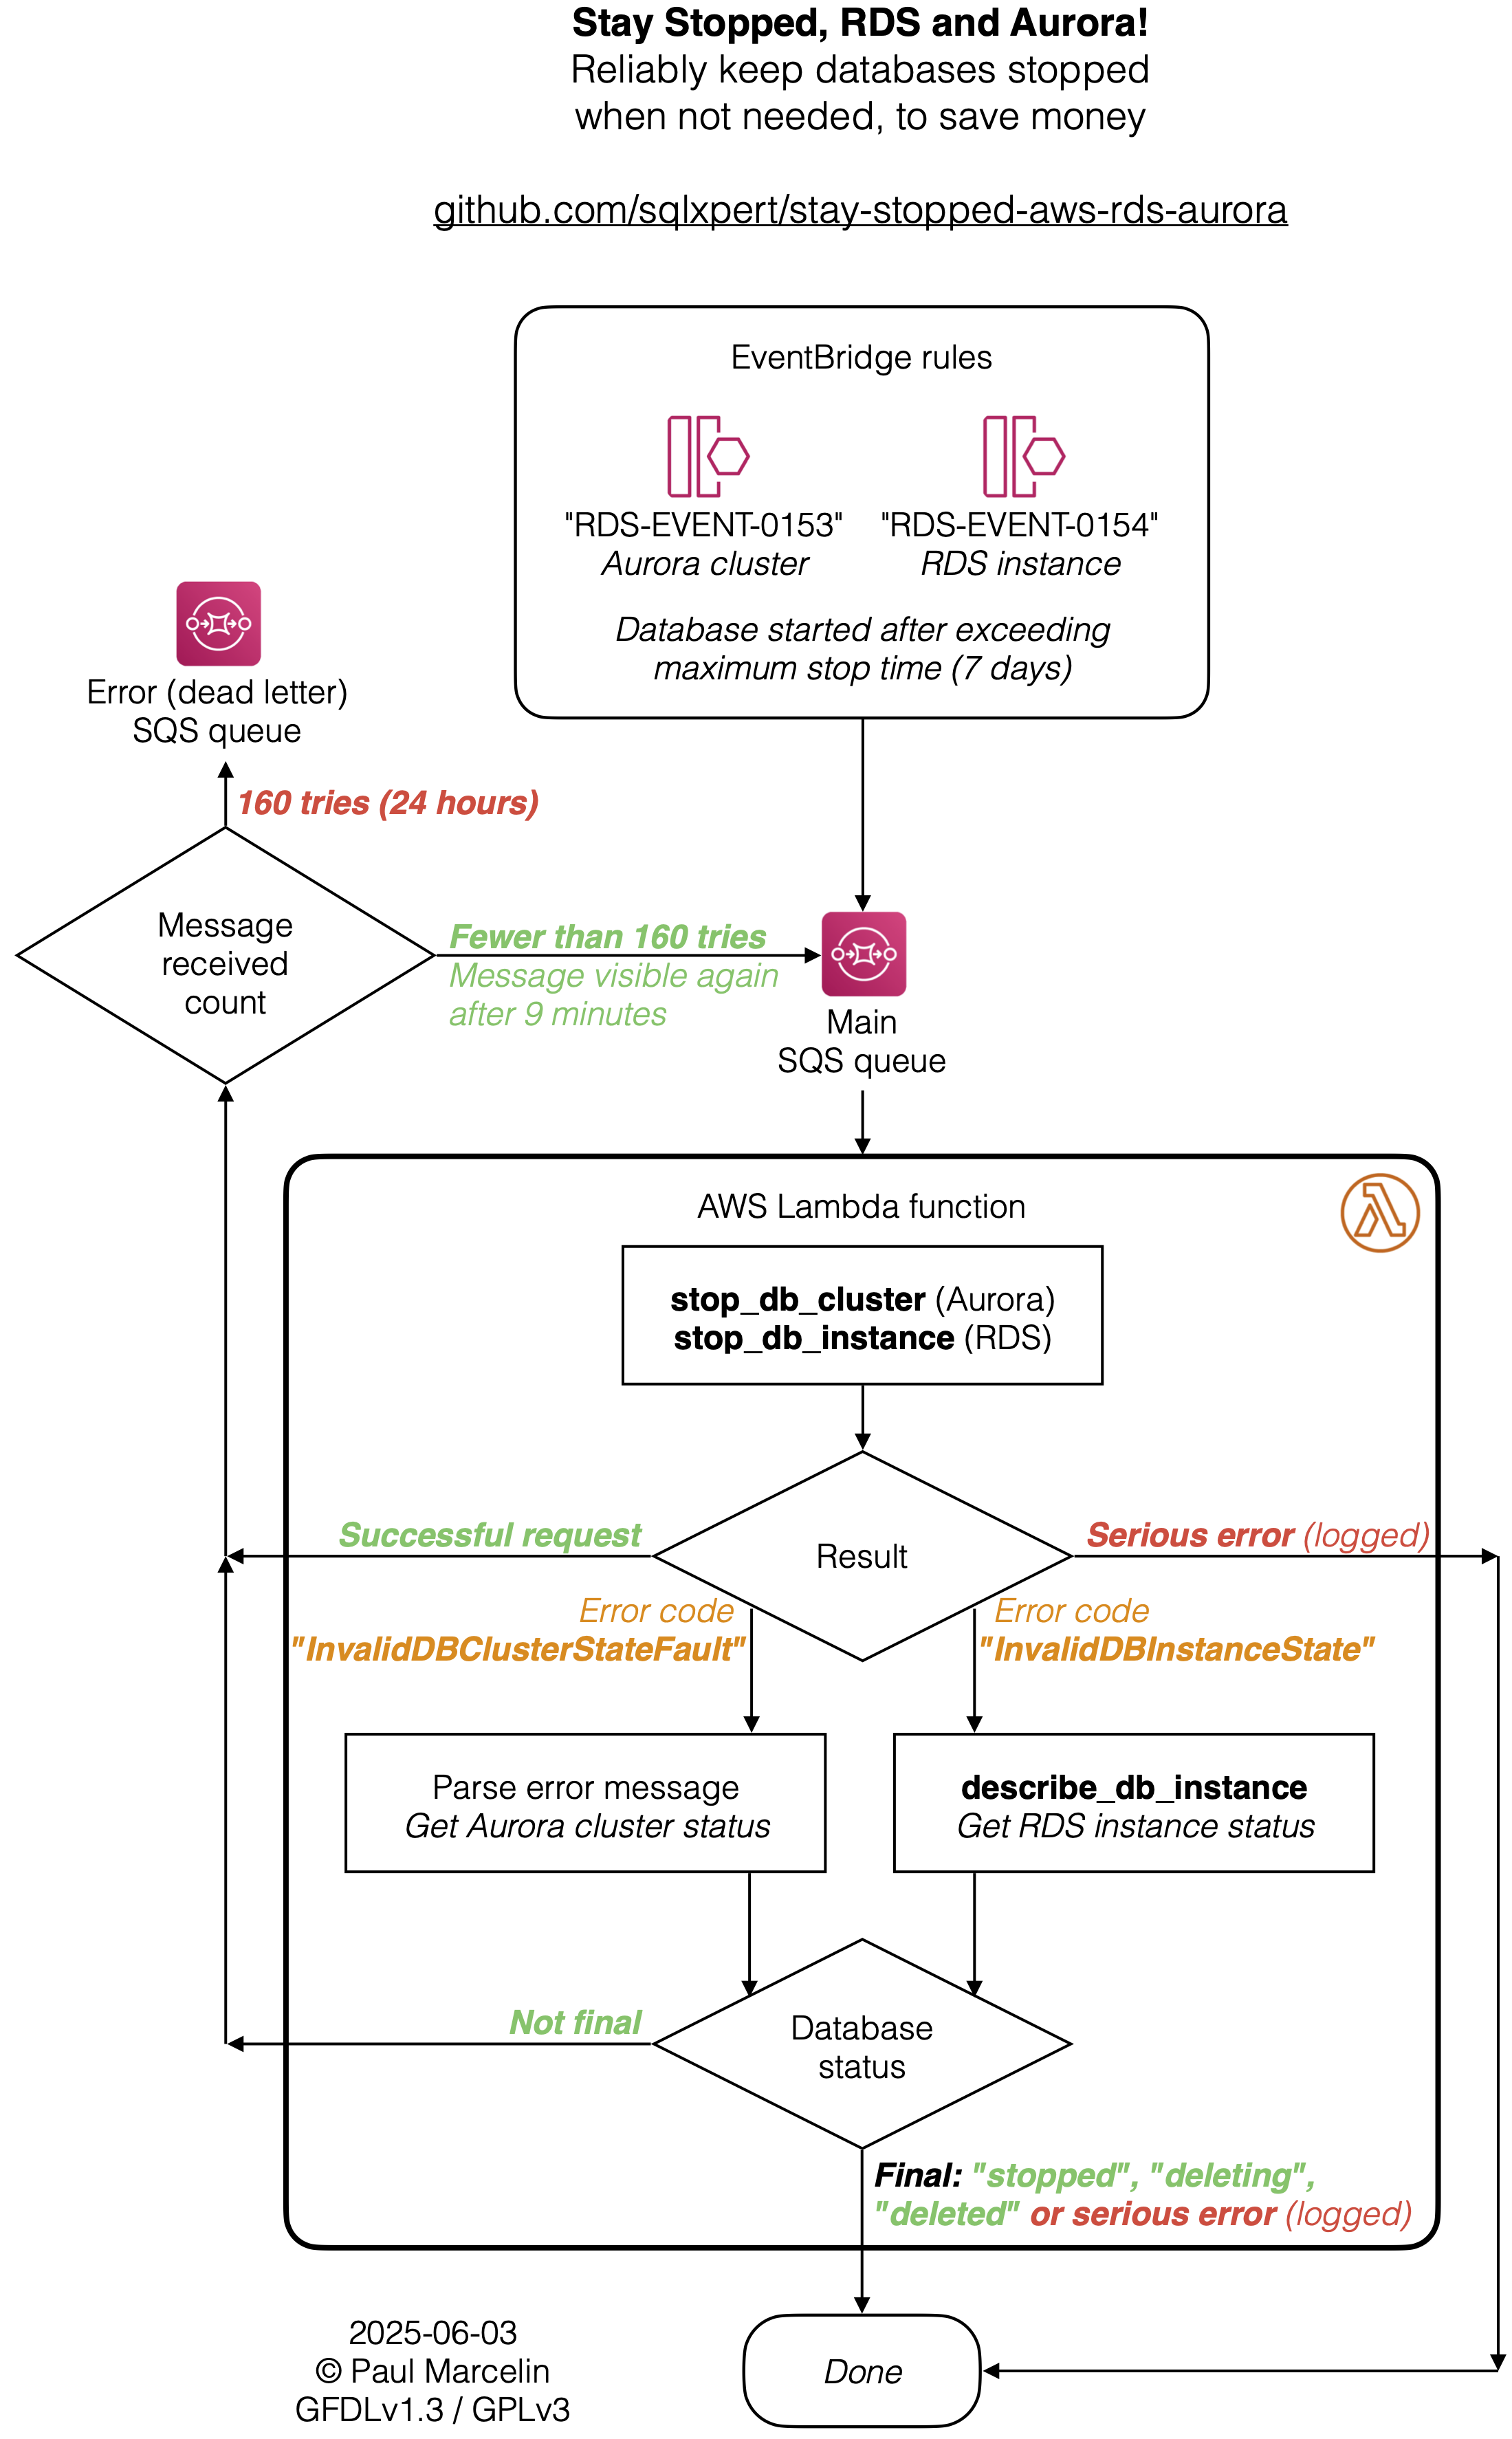 Stay Stopped, RDS and Aurora!
Reliably keep databases stopped
when not needed, to save money
github.com/sqlxpert/stay-stopped-aws-rds-aurora
EventBridge rules
"RDS-EVENT-0153"
Aurora cluster
"RDS-EVENT-0154"
RDS instance
Database started after exceeding
maximum stop time (7 days)
Error (dead letter)
SQS queue
160 tries (24 hours)
Message
received
count
Fewer than 160 tries
Message visible again
after 9 minutes
Main
SQS queue
AWS Lambda function
stop_db_cluster (Aurora)
stop_db_instance (RDS)
Result
Successful request
Serious error (logged)
Error code
"InvalidDBClusterStateFault"
Error code
"InvalidDBInstanceState"
Parse error message
Get Aurora cluster status
describe_db_instance
Get RDS instance status
Database
status
Not final
Final: "stopped", "deleting",
"deleted" or serious error (logged)
Done
2025-06-03
© Paul Marcelin
GFDLv1.3 / GPLv3